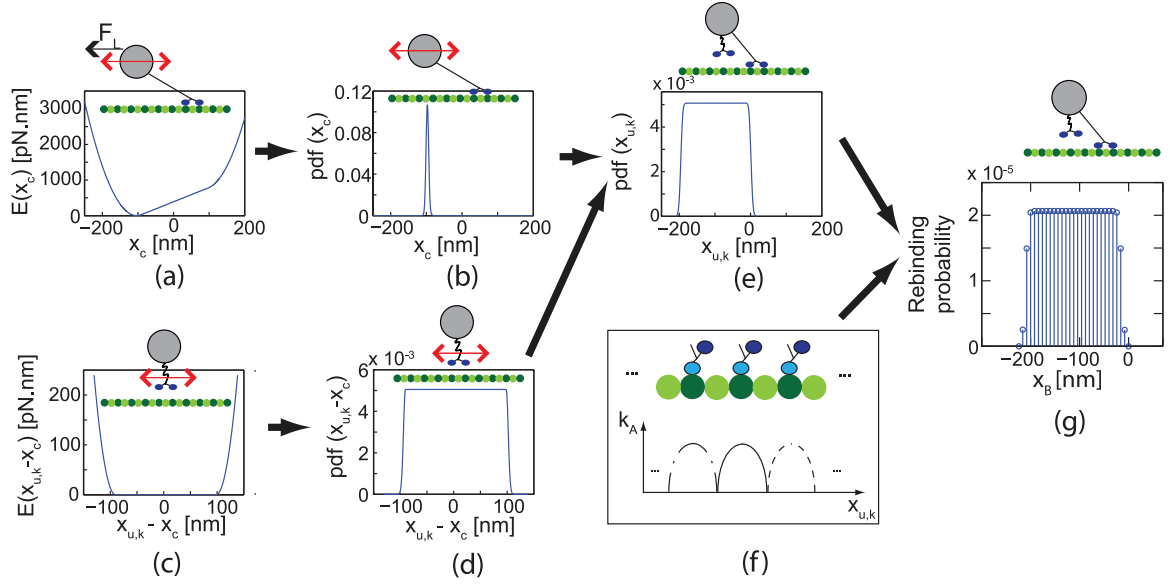 F_L
E(x_c) [pN.nm]
3000
2000
1000
0
−200 0 200
x_c [nm]
(a)
pdf (x_c)
0.12
0.08
0.04
0
−200 0 200
x_c [nm]
(b)
x 10^-3
pdf (x_u,k)
4
2
0
−200 0 200
x_u,k [nm]
(e)
E(x_u,k-x_c) [pN.nm]
200
100
0
−100 0 100
x_u,k - x_c [nm]
(c)
x 10^-3
pdf (x_u,k-x_c)
6
4
2
0
−100 0 100
x_u,k - x_c [nm]
(d)
... ...
k_A
... ...
x_u,k
(f)
x 10^-5
Rebinding
probability
2
1
0
−200 −100 0
x_B [nm]
(g)